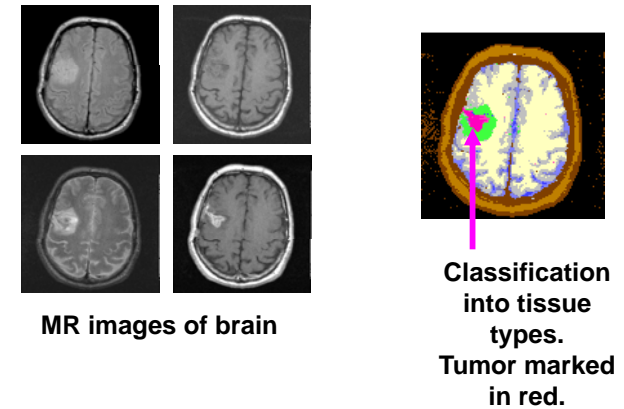 MR images of brain
Classification
into tissue
types.
Tumor marked
in red.